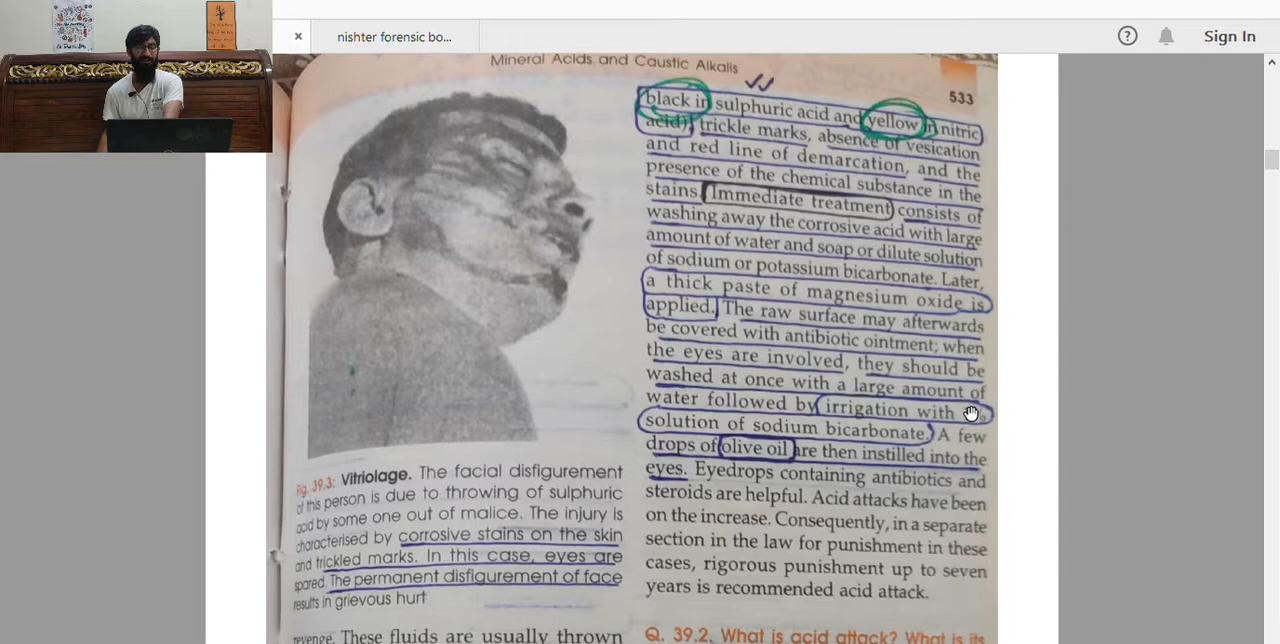 × nishter forensic bo... Sign In
Mineral Acids and Caustic Alkalis
533
Fig. 39.3: Vitriolage. The facial disfigurement
of this person is due to throwing of sulphuric
acid by some one out of malice. The injury is
characterised by corrosive stains on the skin
and trickled marks. In this case, eyes are
spared. The permanent disfigurement of face
results in grievous hurt
revenge. These fluids are usually thrown
black in sulphuric acid and yellow in nitric
acid), trickle marks, absence of vesication
and red line of demarcation, and the
presence of the chemical substance in the
stains. Immediate treatment consists of
washing away the corrosive acid with large
amount of water and soap or dilute solution
of sodium or potassium bicarbonate. Later,
a thick paste of magnesium oxide is
applied. The raw surface may afterwards
be covered with antibiotic ointment; when
the eyes are involved, they should be
washed at once with a large amount of
water followed by irrigation with
solution of sodium bicarbonate. A few
drops of olive oil are then instilled into the
eyes. Eyedrops containing antibiotics and
steroids are helpful. Acid attacks have been
on the increase. Consequently, in a separate
section in the law for punishment in these
cases, rigorous punishment up to seven
years is recommended acid attack.
Q. 39.2. What is acid attack? What is its